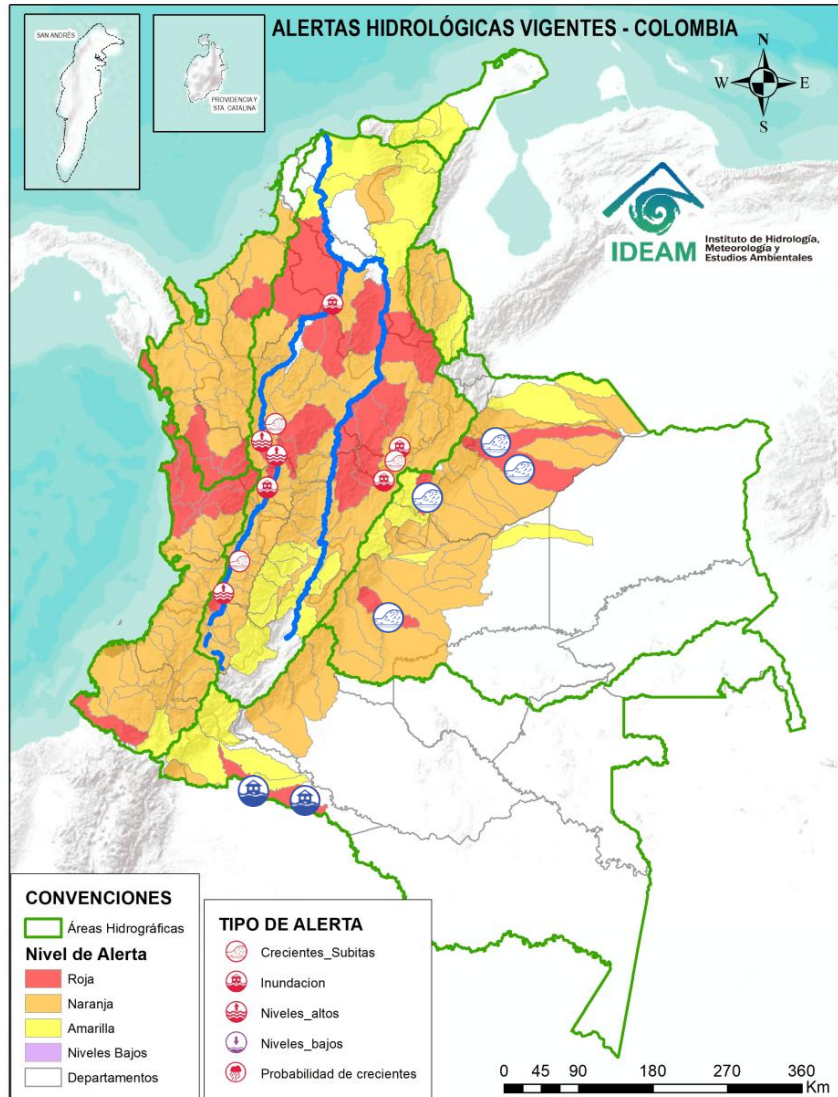 ALERTAS HIDROLÓGICAS VIGENTES - COLOMBIA
SAN ANDRÉS
PROVIDENCIA Y
STA. CATALINA
N
W
E
S
IDEAM
Instituto de Hidrología,
Meteorología y
Estudios Ambientales
CONVENCIONES
Áreas Hidrográficas
Nivel de Alerta
Roja
Naranja
Amarilla
Niveles Bajos
Departamentos
TIPO DE ALERTA
Crecientes_Subitas
Inundacion
Niveles_altos
Niveles_bajos
Probabilidad de crecientes
0 45 90 180 270 360
Km